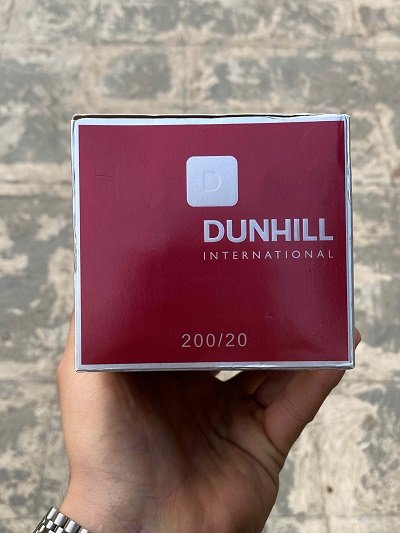 D
DUNHILL
INTERNATIONAL
200/20